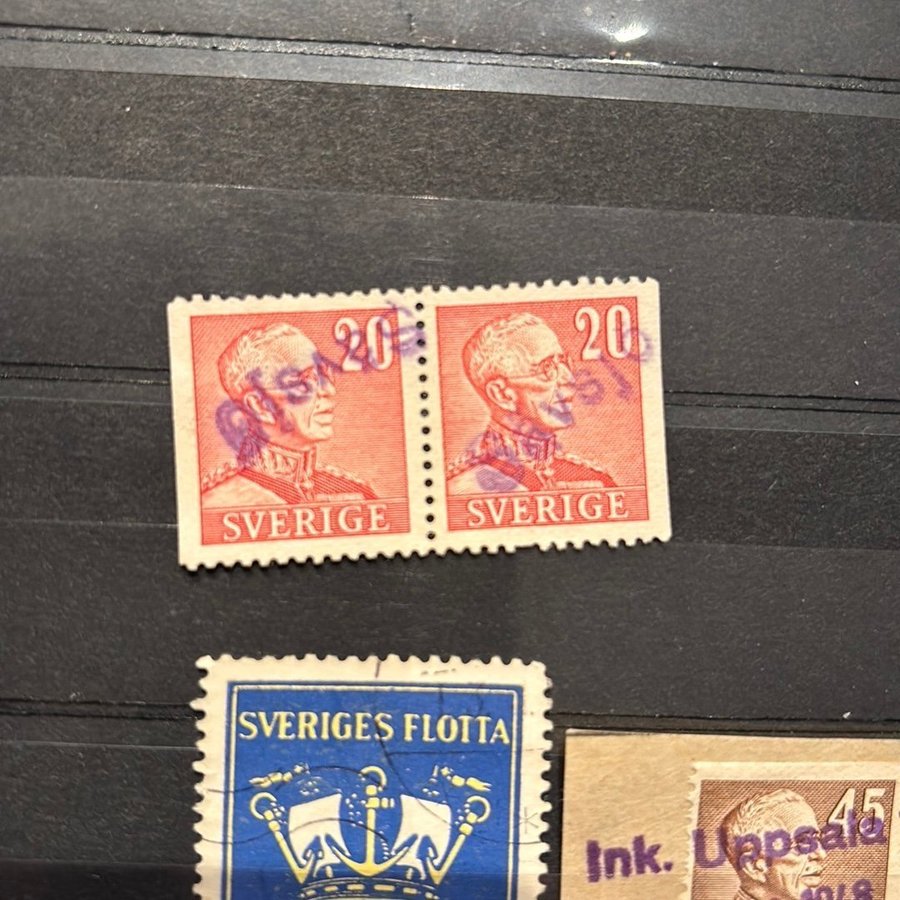 20
20
SVERIGE
SVERIGE
SVERIGES FLOTTA
45
Ink. Uppsala